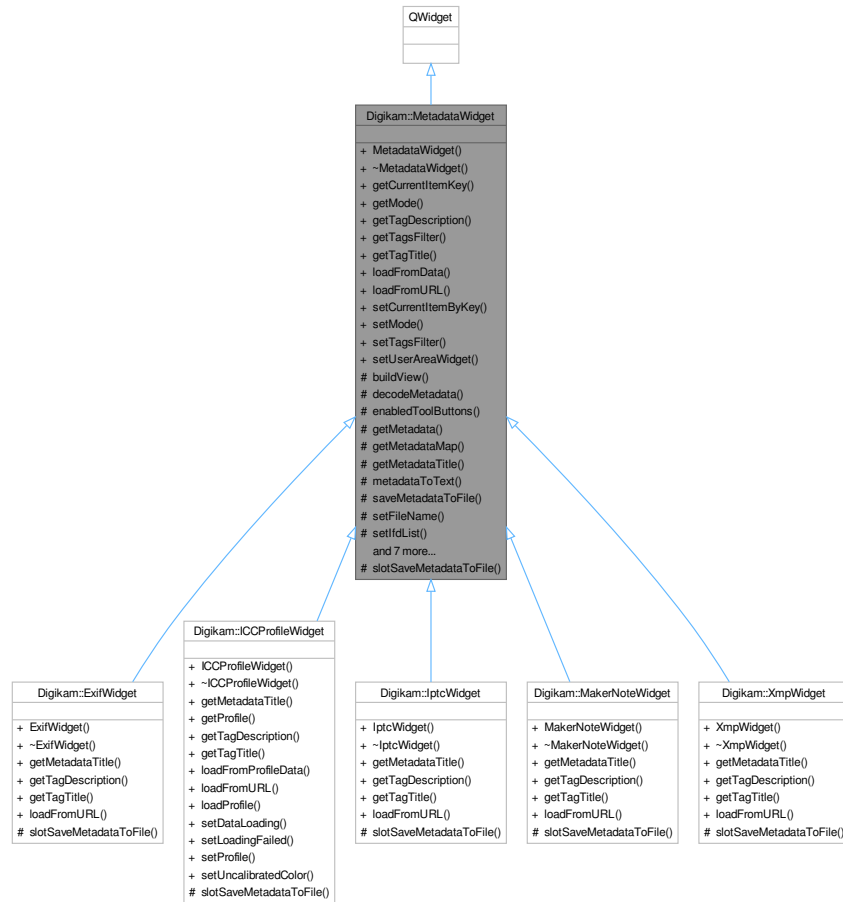 QWidget
Digikam::MetadataWidget
+ MetadataWidget()
+ ~MetadataWidget()
+ getCurrentItemKey()
+ getMode()
+ getTagDescription()
+ getTagsFilter()
+ getTagTitle()
+ loadFromData()
+ loadFromURL()
+ setCurrentItemByKey()
+ setMode()
+ setTagsFilter()
+ setUserAreaWidget()
# buildView()
# decodeMetadata()
# enabledToolButtons()
# getMetadata()
# getMetadataMap()
# getMetadataTitle()
# metadataToText()
# saveMetadataToFile()
# setFileName()
# setIfdList()
and 7 more...
# slotSaveMetadataToFile()
Digikam::ExifWidget
+ ExifWidget()
+ ~ExifWidget()
+ getMetadataTitle()
+ getTagDescription()
+ getTagTitle()
+ loadFromURL()
# slotSaveMetadataToFile()
Digikam::ICCProfileWidget
+ ICCProfileWidget()
+ ~ICCProfileWidget()
+ getMetadataTitle()
+ getProfile()
+ getTagDescription()
+ getTagTitle()
+ loadFromProfileData()
+ loadFromURL()
+ loadProfile()
+ setDataLoading()
+ setLoadingFailed()
+ setProfile()
+ setUncalibratedColor()
# slotSaveMetadataToFile()
Digikam::IptcWidget
+ IptcWidget()
+ ~IptcWidget()
+ getMetadataTitle()
+ getTagDescription()
+ getTagTitle()
+ loadFromURL()
# slotSaveMetadataToFile()
Digikam::MakerNoteWidget
+ MakerNoteWidget()
+ ~MakerNoteWidget()
+ getMetadataTitle()
+ getTagDescription()
+ getTagTitle()
+ loadFromURL()
# slotSaveMetadataToFile()
Digikam::XmpWidget
+ XmpWidget()
+ ~XmpWidget()
+ getMetadataTitle()
+ getTagDescription()
+ getTagTitle()
+ loadFromURL()
# slotSaveMetadataToFile()